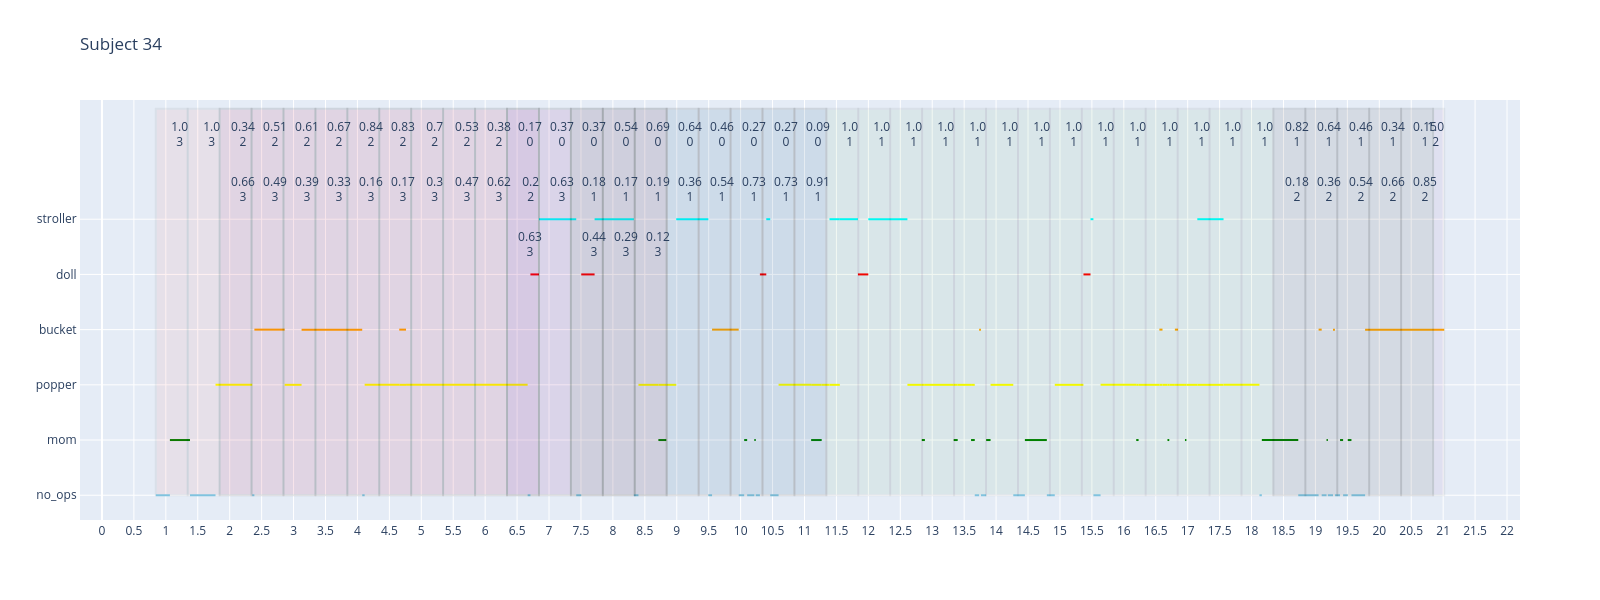 Subject 34
1.0 1.0 0.34 0.51 0.61 0.67 0.84 0.83 0.7 0.53 0.38 0.17 0.37 0.37 0.54 0.69 0.64 0.46 0.27 0.27 0.09 1.0 1.0 1.0 1.0 1.0 1.0 1.0 1.0 1.0 1.0 1.0 1.0 1.0 1.0 0.82 0.64 0.46 0.34
3 3 2 2 2 2 2 2 2 2 2 0 0 0 0 0 0 0 0 0 0 1 1 1 1 1 1 1 1 1 1 1 1 1 1 1 1 1 1 1 2
0.66 0.49 0.39 0.33 0.16 0.17 0.3 0.47 0.62 0.2 0.63 0.18 0.17 0.19 0.36 0.54 0.73 0.73 0.91 0.18 0.36 0.54 0.66 0.85
3 3 3 3 3 3 3 3 3 2 3 1 1 1 1 1 1 1 1 2 2 2 2 2
stroller
0.63 0.44 0.29 0.12
3 3 3 3
doll
bucket
popper
mom
no_ops
0 0.5 1 1.5 2 2.5 3 3.5 4 4.5 5 5.5 6 6.5 7 7.5 8 8.5 9 9.5 10 10.5 11 11.5 12 12.5 13 13.5 14 14.5 15 15.5 16 16.5 17 17.5 18 18.5 19 19.5 20 20.5 21 21.5 22